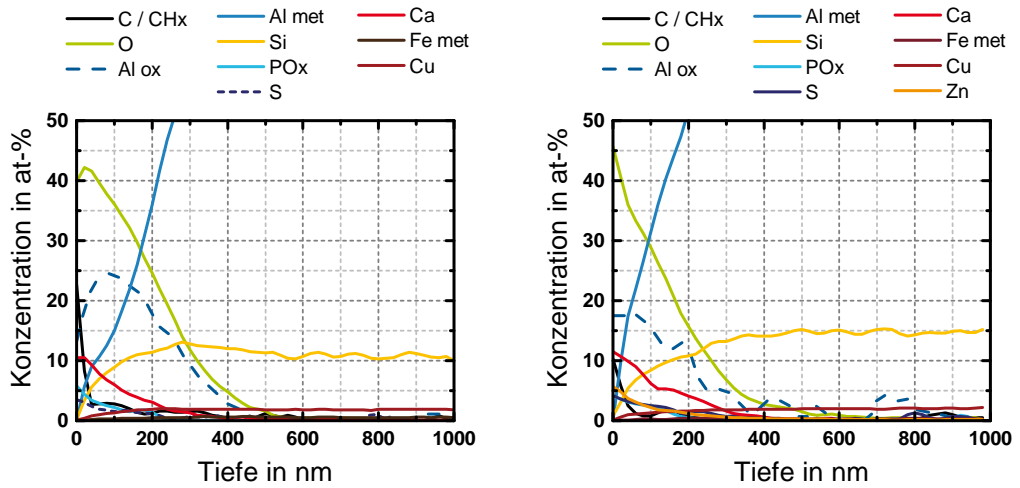 C / CHx Al met Ca
O Si Fe met
Al ox POx Cu
S
50
40
30
20
10
0
0 200 400 600 800 1000
Konzentration in at-%
Tiefe in nm
C / CHx Al met Ca
O Si Fe met
Al ox POx Cu
S Zn
50
40
30
20
10
0
0 200 400 600 800 1000
Konzentration in at-%
Tiefe in nm